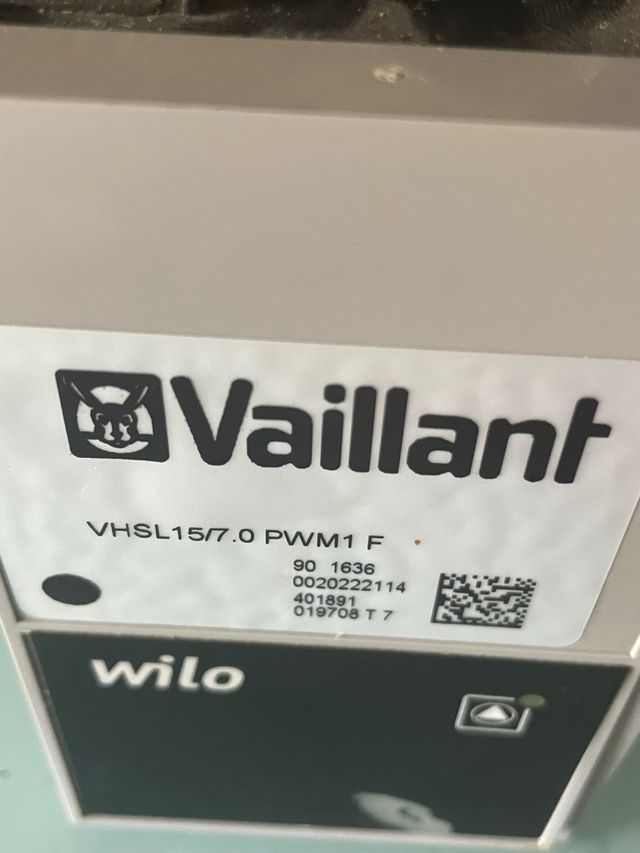 Vaillant
VHSL15/7.0 PWM1 F
90 1636
0020222114
401891
019708 T 7
wilo